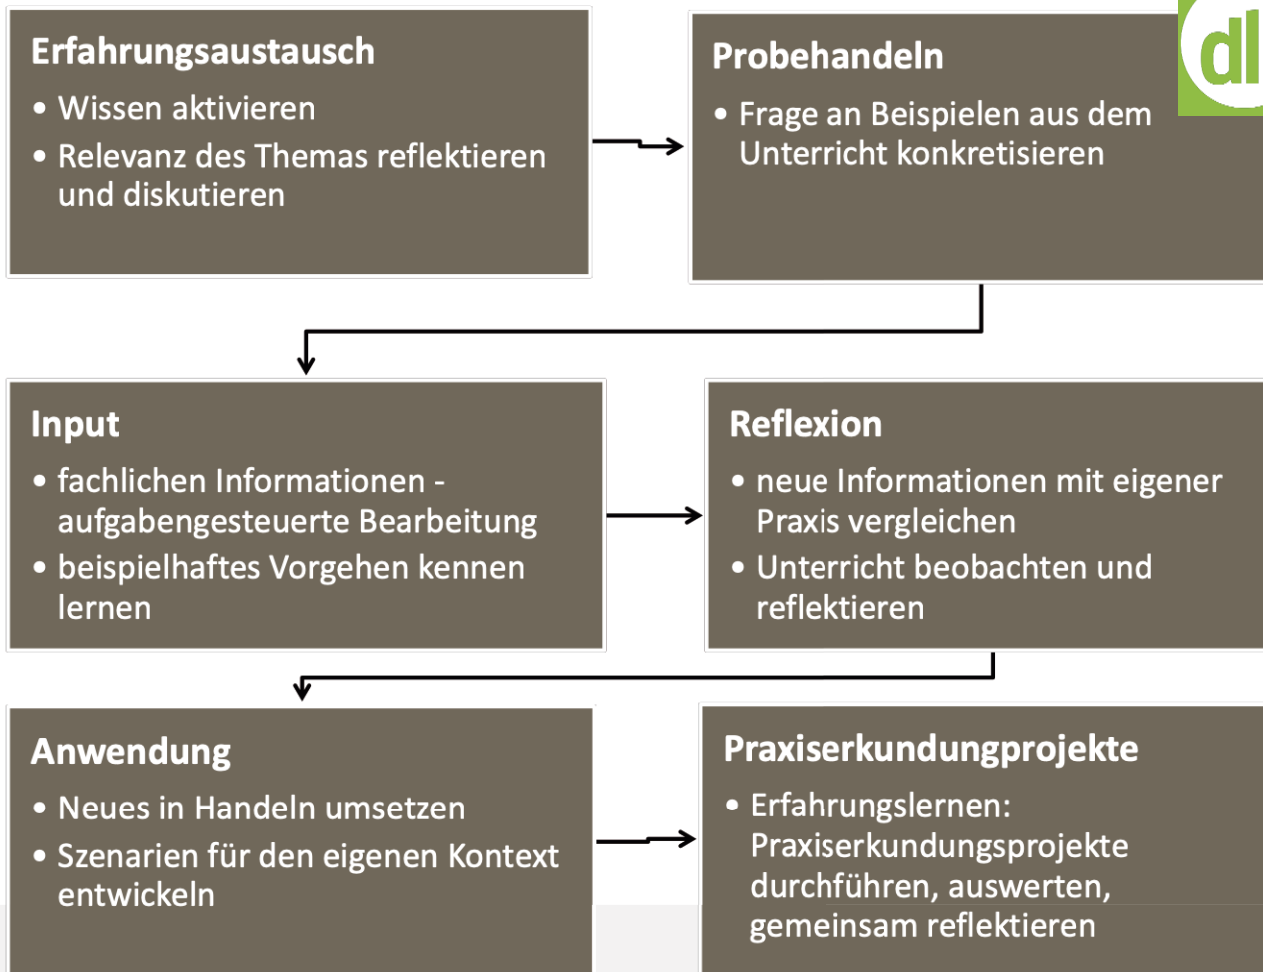 Erfahrungsaustausch
• Wissen aktivieren
• Relevanz des Themas reflektieren
und diskutieren
Probehandeln
• Frage an Beispielen aus dem
Unterricht konkretisieren
dl
Input
• fachlichen Informationen -
aufgabengesteuerte Bearbeitung
• beispielhaftes Vorgehen kennen
lernen
Reflexion
• neue Informationen mit eigener
Praxis vergleichen
• Unterricht beobachten und
reflektieren
Anwendung
• Neues in Handeln umsetzen
• Szenarien für den eigenen Kontext
entwickeln
Praxiserkundungprojekte
• Erfahrungslernen:
Praxiserkundungsprojekte
durchführen, auswerten,
gemeinsam reflektieren